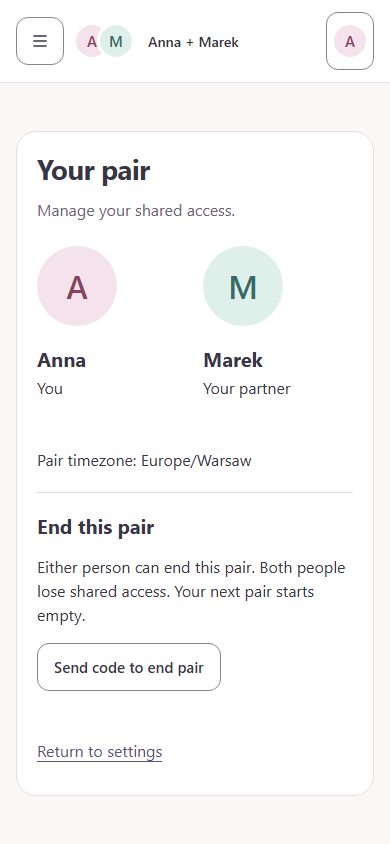 A M Anna + Marek A
Your pair
Manage your shared access.
A M
Anna Marek
You Your partner
Pair timezone: Europe/Warsaw
End this pair
Either person can end this pair. Both people
lose shared access. Your next pair starts
empty.
Send code to end pair
Return to settings